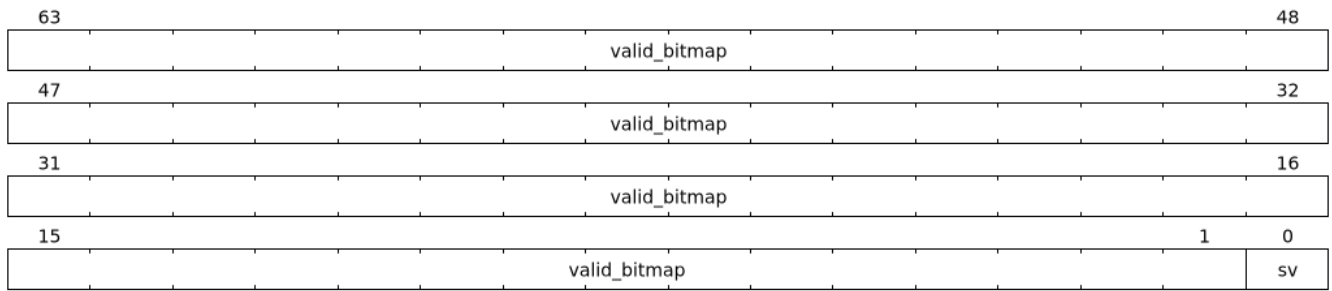 63 48
valid_bitmap
47 32
valid_bitmap
31 16
valid_bitmap
15 1 0
valid_bitmap sv